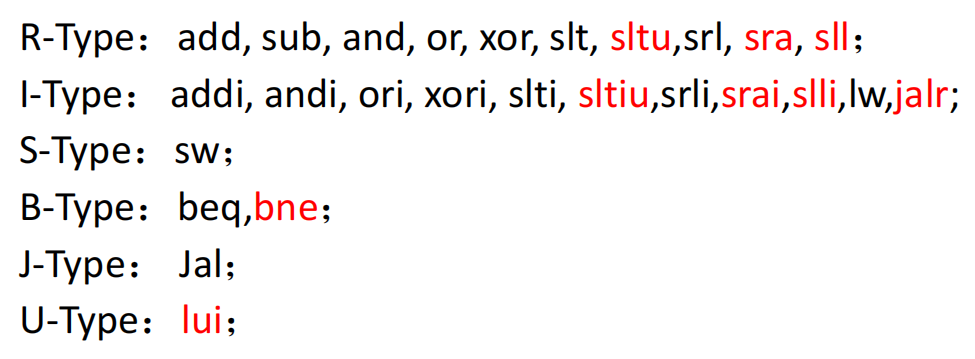 R-Type： add, sub, and, or, xor, slt, sltu,srl, sra, sll；
I-Type： addi, andi, ori, xori, slti, sltiu,srli,srai,slli,lw,jalr;
S-Type： sw；
B-Type： beq,bne；
J-Type： Jal；
U-Type： lui；